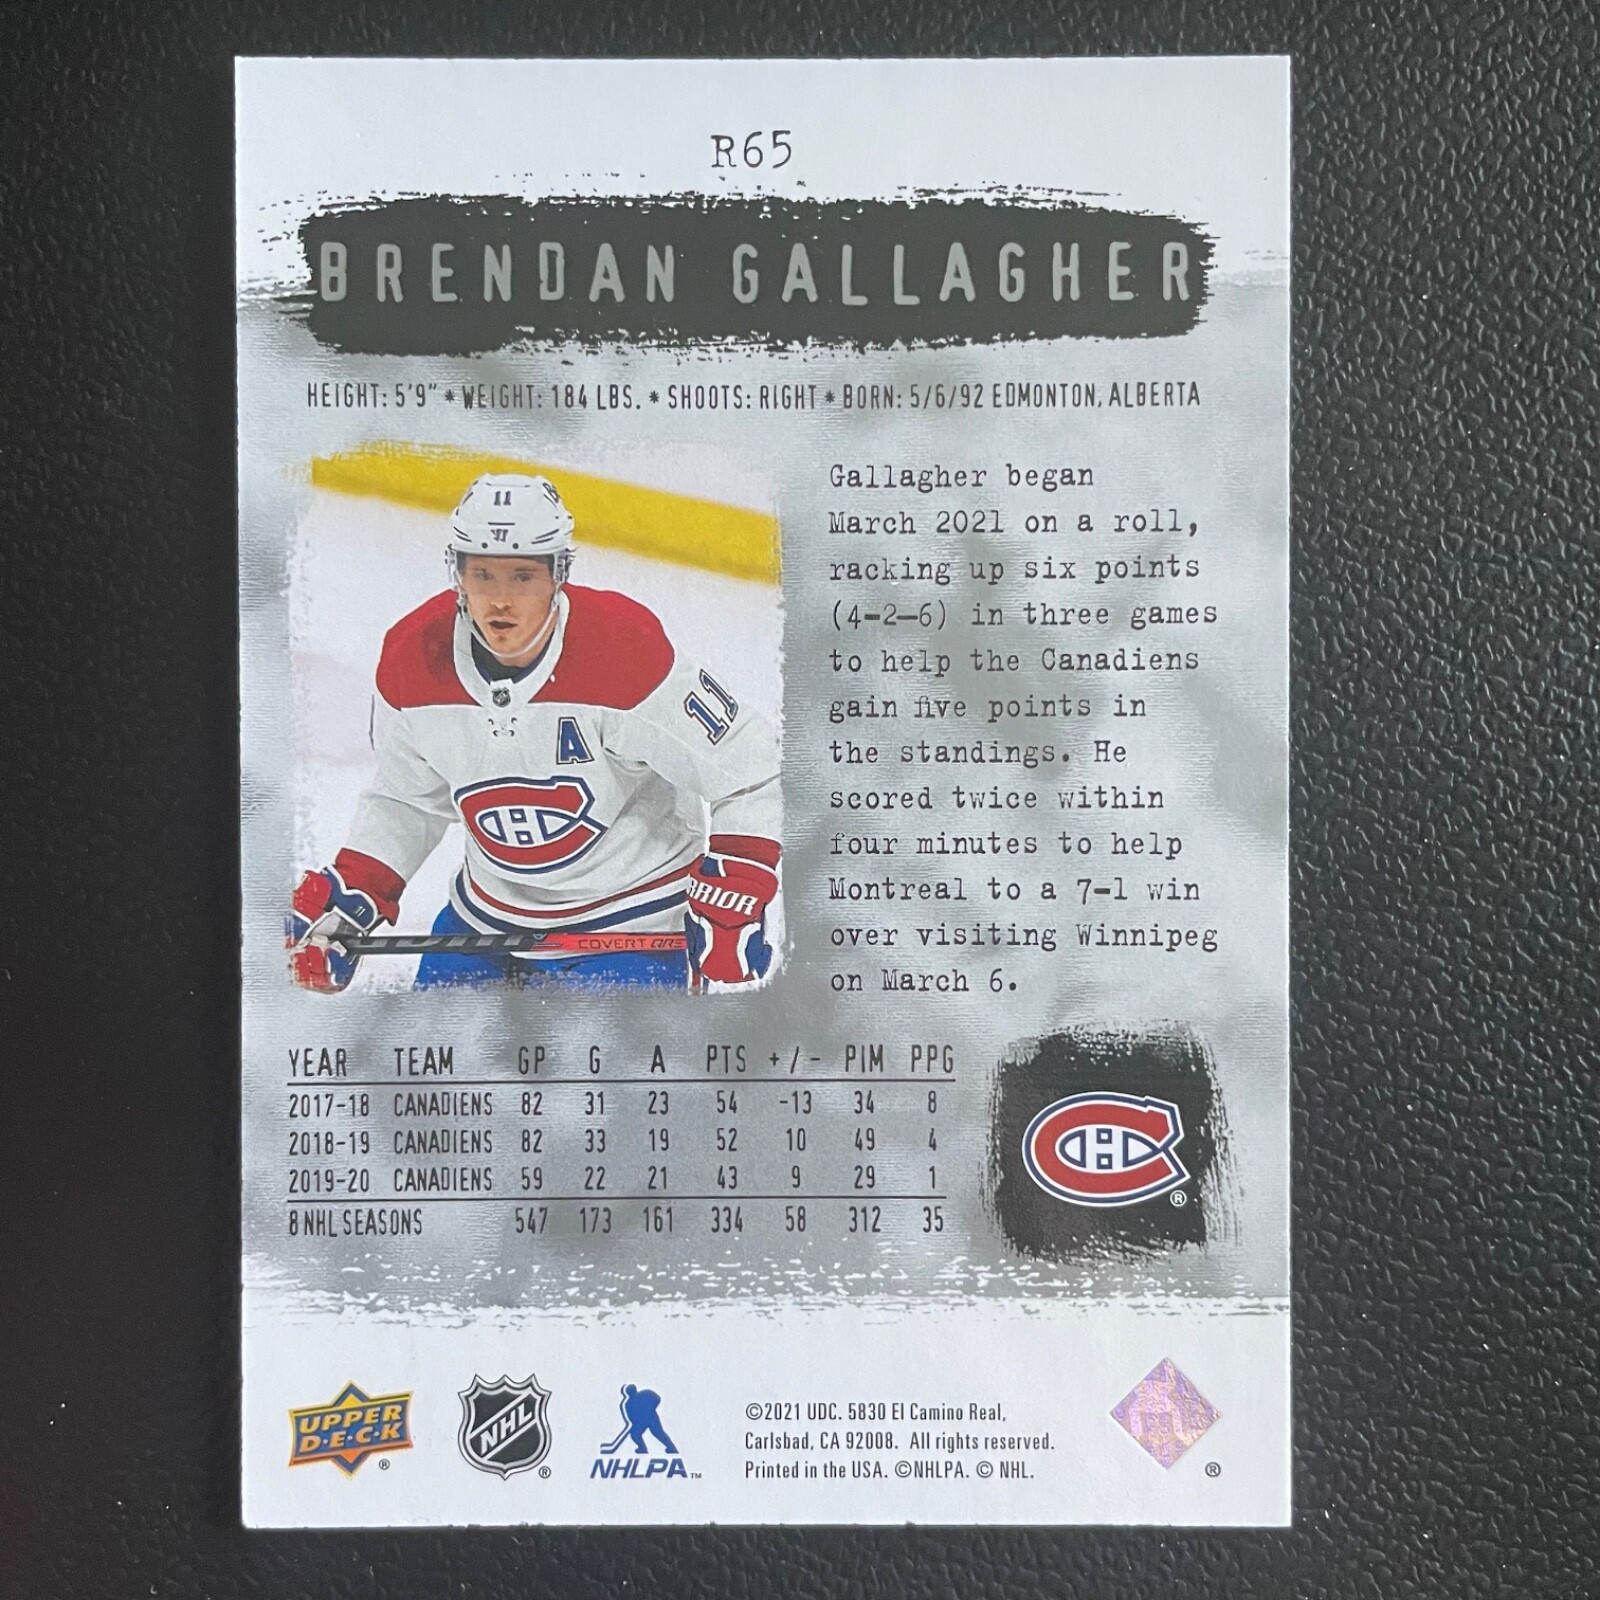 R65
BRENDAN GALLAGHER
HEIGHT: 5'9" * WEIGHT: 184 LBS. * SHOOTS: RIGHT * BORN: 5/6/92 EDMONTON, ALBERTA
Gallagher began
March 2021 on a roll,
racking up six points
(4-2-6) in three games
to help the Canadiens
gain five points in
the standings. He
scored twice within
four minutes to help
Montreal to a 7-1 win
over visiting Winnipeg
on March 6.
11
11
A
RRIOR
COVERT QR5
YEAR TEAM GP G A PTS +/- PIM PPG
2017-18 CANADIENS 82 31 23 54 -13 34 8
2018-19 CANADIENS 82 33 19 52 10 49 4
2019-20 CANADIENS 59 22 21 43 9 29 1
8 NHL SEASONS 547 173 161 334 58 312 35
®
UPPER
D·E·C·K
®
NHL
®
NHLPA™
©2021 UDC. 5830 El Camino Real,
Carlsbad, CA 92008. All rights reserved.
Printed in the USA. ©NHLPA. © NHL.
®